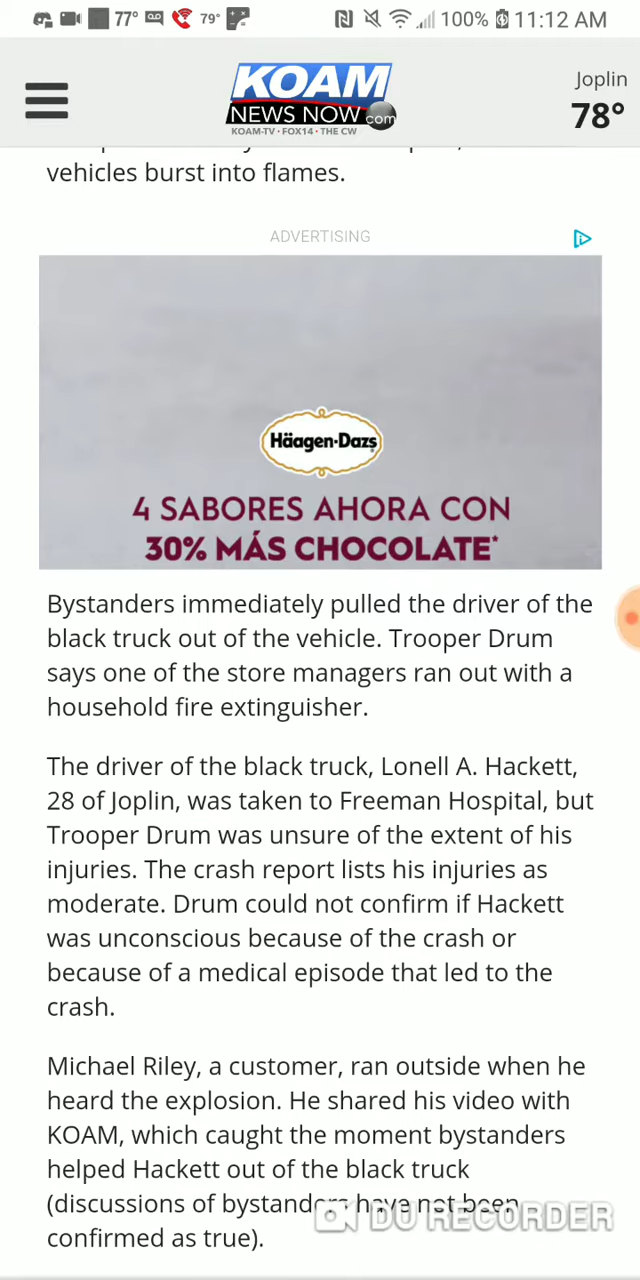 77° 79° 100% 11:12 AM
KOAM
NEWS NOW.com
KOAM-TV • FOX14 • THE CW
Joplin
78°
vehicles burst into flames.
ADVERTISING
Häagen-Dazs
4 SABORES AHORA CON
30% MÁS CHOCOLATE*
Bystanders immediately pulled the driver of the
black truck out of the vehicle. Trooper Drum
says one of the store managers ran out with a
household fire extinguisher.
The driver of the black truck, Lonell A. Hackett,
28 of Joplin, was taken to Freeman Hospital, but
Trooper Drum was unsure of the extent of his
injuries. The crash report lists his injuries as
moderate. Drum could not confirm if Hackett
was unconscious because of the crash or
because of a medical episode that led to the
crash.
Michael Riley, a customer, ran outside when he
heard the explosion. He shared his video with
KOAM, which caught the moment bystanders
helped Hackett out of the black truck
(discussions of bystanders have not been
DU RECORDER
confirmed as true).